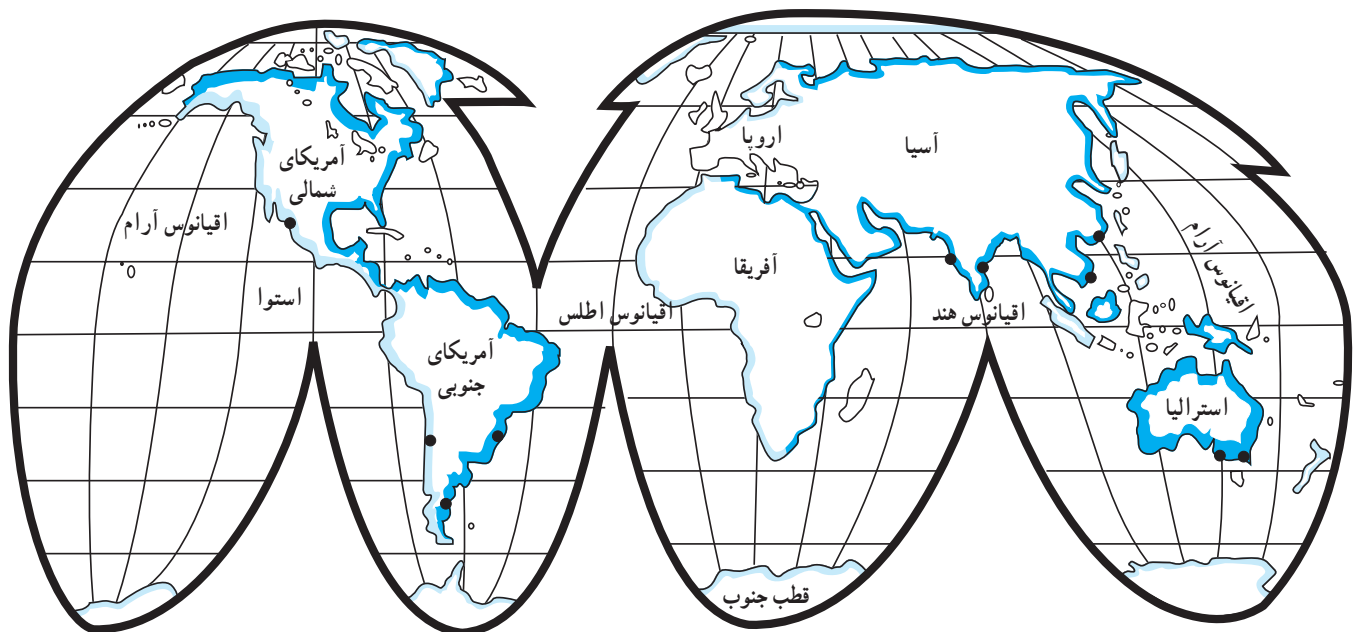 اروپا
آسیا
آمریکای
شمالی
اقیانوس آرام
اقیانوس آرام
آفریقا
استوا
اقیانوس اطلس
اقیانوس هند
آمریکای
جنوبی
استرالیا
قطب جنوب